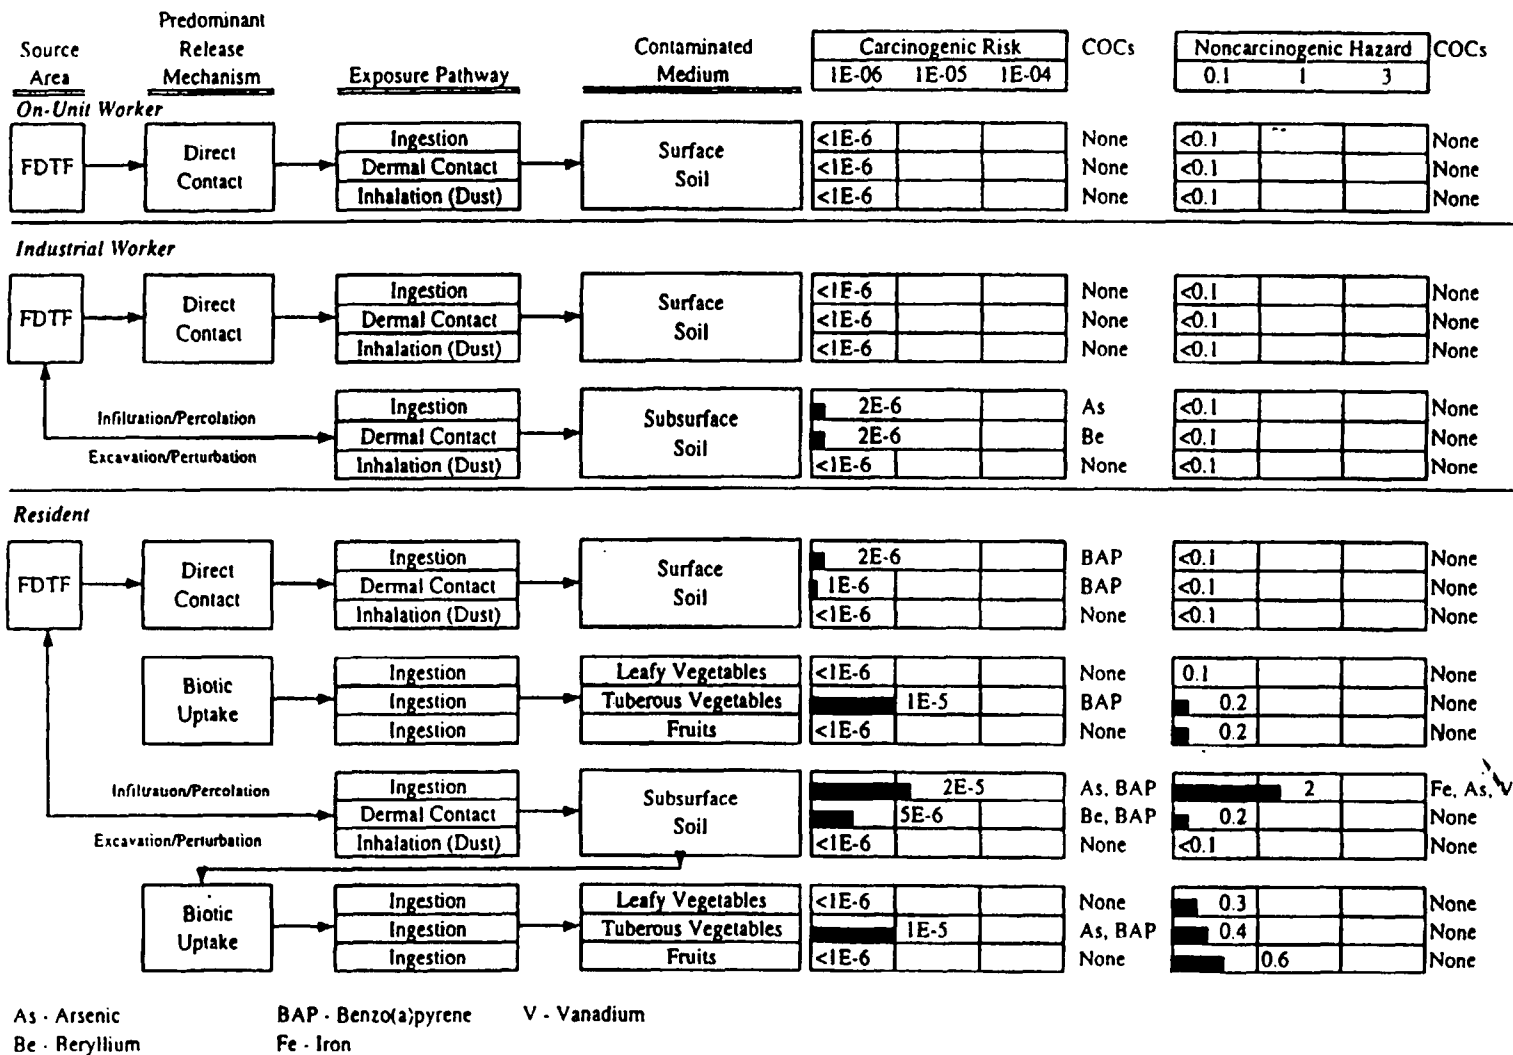 Source Area
Predominant Release Mechanism
Exposure Pathway
Contaminated Medium
Carcinogenic Risk
1E-06 1E-05 1E-04
COCs
Noncarcinogenic Hazard
0.1 1 3
COCs
On-Unit Worker
FDTF
Direct Contact
Ingestion
Dermal Contact
Inhalation (Dust)
Surface Soil
<1E-6 None <0.1 None
<1E-6 None <0.1 None
<1E-6 None <0.1 None
Industrial Worker
FDTF
Direct Contact
Ingestion
Dermal Contact
Inhalation (Dust)
Surface Soil
<1E-6 None <0.1 None
<1E-6 None <0.1 None
<1E-6 None <0.1 None
Infiltration/Percolation
Excavation/Perturbation
Ingestion
Dermal Contact
Inhalation (Dust)
Subsurface Soil
2E-6 As <0.1 None
2E-6 Be <0.1 None
<1E-6 None <0.1 None
Resident
FDTF
Direct Contact
Ingestion
Dermal Contact
Inhalation (Dust)
Surface Soil
2E-6 BAP <0.1 None
1E-6 BAP <0.1 None
<1E-6 None <0.1 None
Biotic Uptake
Ingestion Leafy Vegetables <1E-6 None 0.1 None
Ingestion Tuberous Vegetables 1E-5 BAP 0.2 None
Ingestion Fruits <1E-6 None 0.2 None
Infiltration/Percolation
Excavation/Perturbation
Ingestion
Dermal Contact
Inhalation (Dust)
Subsurface Soil
2E-5 As, BAP 2 Fe, As, V
5E-6 Be, BAP 0.2 None
<1E-6 None <0.1 None
Biotic Uptake
Ingestion Leafy Vegetables <1E-6 None 0.3 None
Ingestion Tuberous Vegetables 1E-5 As, BAP 0.4 None
Ingestion Fruits <1E-6 None 0.6 None
As - Arsenic BAP - Benzo(a)pyrene V - Vanadium
Be - Beryllium Fe - Iron